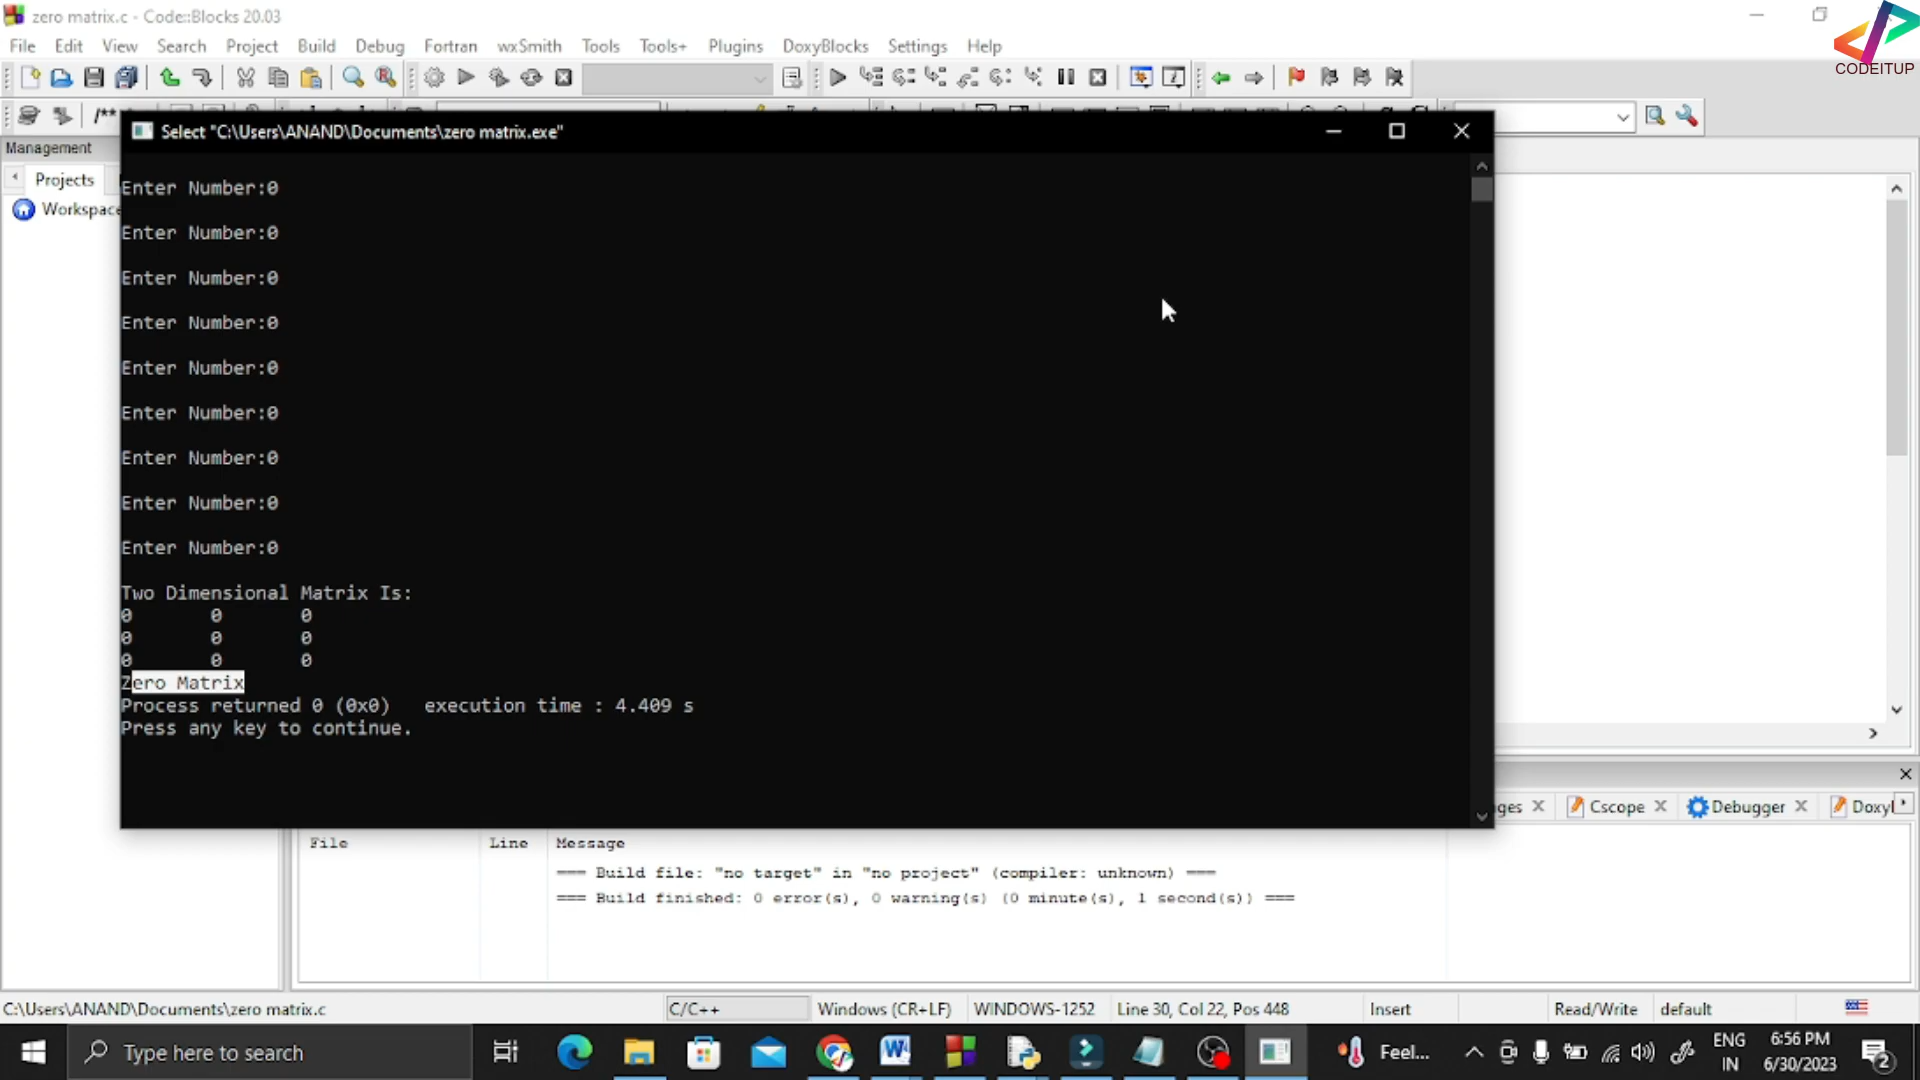 zero matrix.c - Code::Blocks 20.03
File Edit View Search Project Build Debug Fortran wxSmith Tools Tools+ Plugins DoxyBlocks Settings Help
CODEITUP
/**
Select "C:\Users\ANAND\Documents\zero matrix.exe"
Management
Projects
Workspace
Enter Number:0
Enter Number:0
Enter Number:0
Enter Number:0
Enter Number:0
Enter Number:0
Enter Number:0
Enter Number:0
Enter Number:0
Two Dimensional Matrix Is:
0 0 0
0 0 0
0 0 0
Zero Matrix
Process returned 0 (0x0) execution time : 4.409 s
Press any key to continue.
Cscope Debugger
File Line Message
=== Build file: "no target" in "no project" (compiler: unknown) ===
=== Build finished: 0 error(s), 0 warning(s) (0 minute(s), 1 second(s)) ===
C:\Users\ANAND\Documents\zero matrix.c C/C++ Windows (CR+LF) WINDOWS-1252 Line 30, Col 22, Pos 448 Insert Read/Write default
Type here to search
Feel...
ENG
IN
6:56 PM
6/30/2023
2